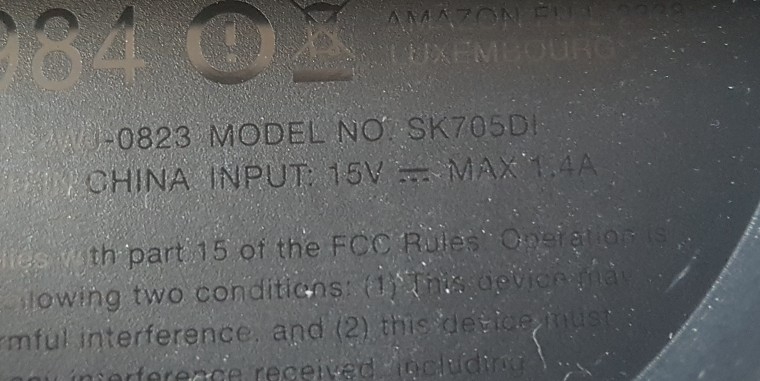 984
AMAZON FULFIL
LUXEMBOURG
-0823 MODEL NO: SK705DI
CHINA INPUT: 15V ⎓ MAX 1.4A
th part 15 of the FCC Rules. Operation is
lowing two conditions: (1) This device may
rmful interference, and (2) this device must
interference received, including